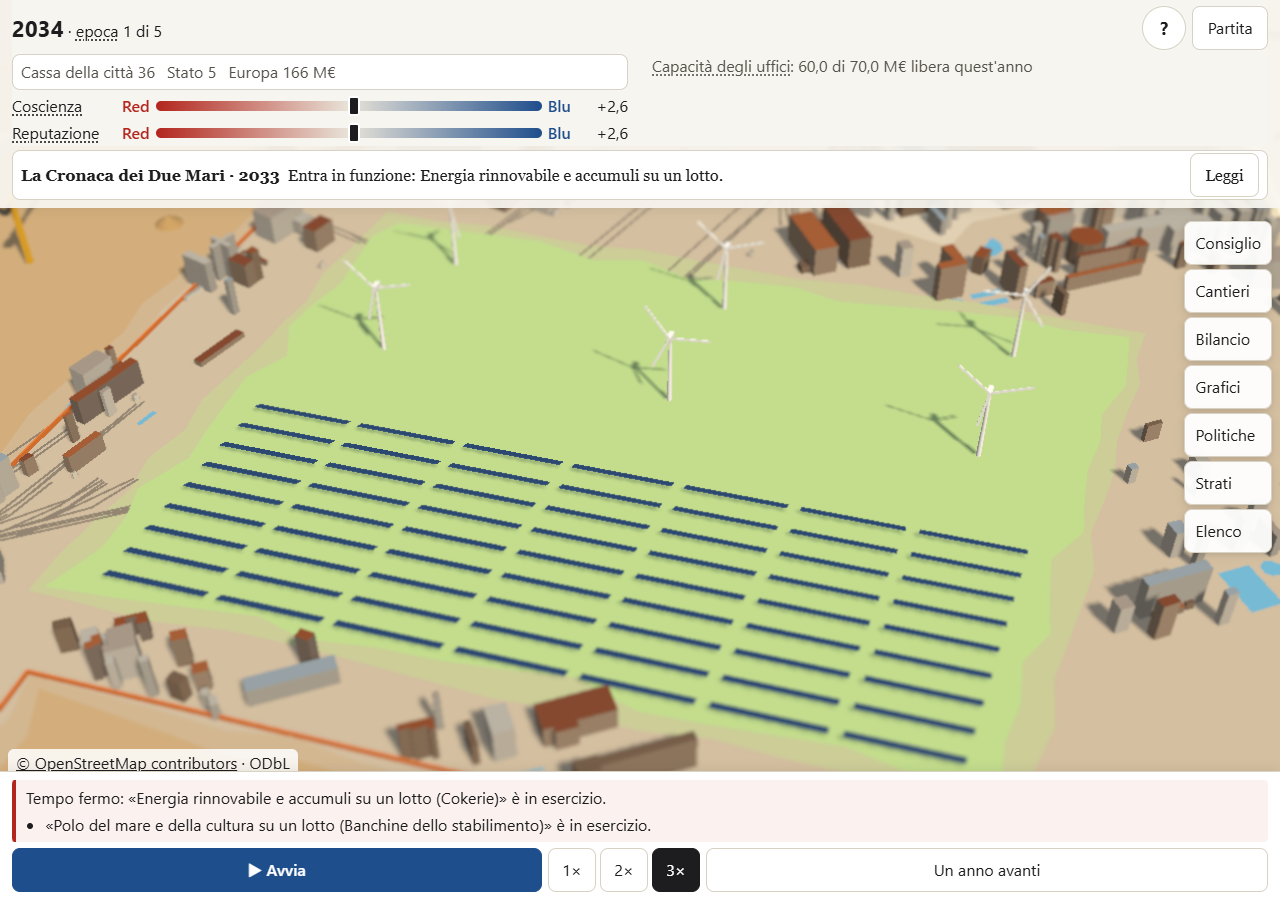 2034 · epoca 1 di 5
?
Partita
Cassa della città 36 Stato 5 Europa 166 M€
Capacità degli uffici: 60,0 di 70,0 M€ libera quest'anno
Coscienza Red Blu +2,6
Reputazione Red Blu +2,6
La Cronaca dei Due Mari · 2033 Entra in funzione: Energia rinnovabile e accumuli su un lotto.
Leggi
Consiglio
Cantieri
Bilancio
Grafici
Politiche
Strati
Elenco
© OpenStreetMap contributors · ODbL
Tempo fermo: «Energia rinnovabile e accumuli su un lotto (Cokerie)» è in esercizio.
• «Polo del mare e della cultura su un lotto (Banchine dello stabilimento)» è in esercizio.
▶ Avvia
1×
2×
3×
Un anno avanti